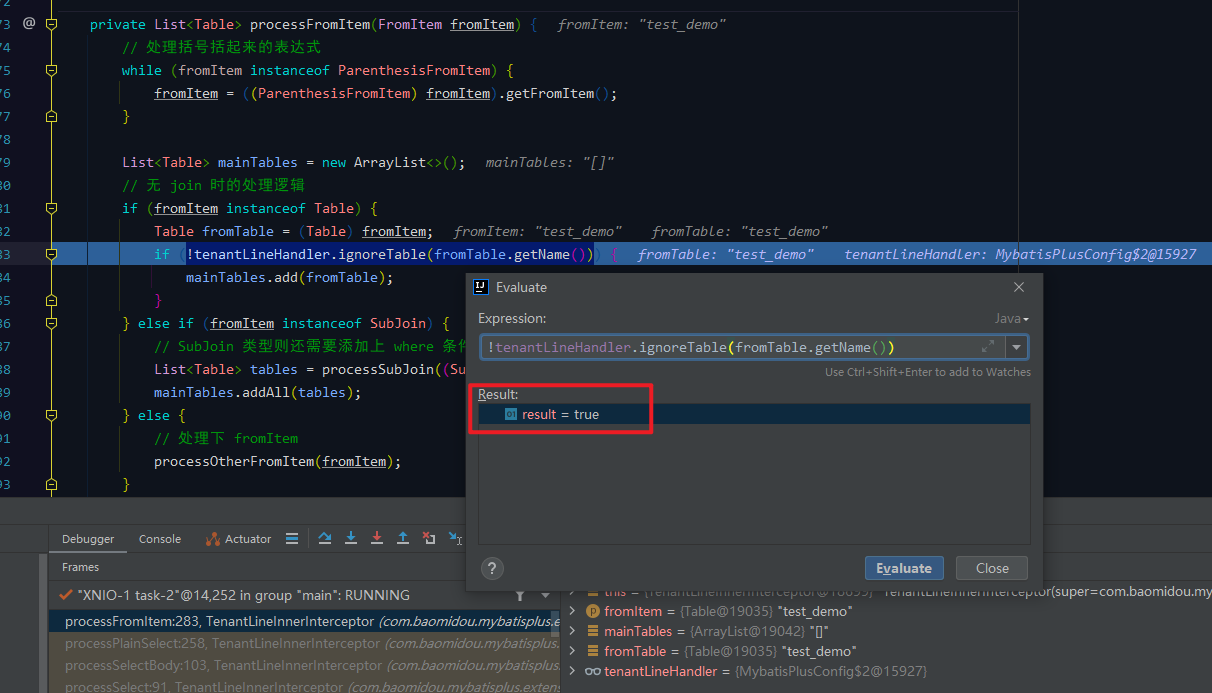 72
73 @ private List<Table> processFromItem(FromItem fromItem) { fromItem: "test_demo"
74 // 处理括号括起来的表达式
75 while (fromItem instanceof ParenthesisFromItem) {
76 fromItem = ((ParenthesisFromItem) fromItem).getFromItem();
77 }
78
79 List<Table> mainTables = new ArrayList<>(); mainTables: "[]"
80 // 无 join 时的处理逻辑
81 if (fromItem instanceof Table) {
82 Table fromTable = (Table) fromItem; fromItem: "test_demo" fromTable: "test_demo"
83 if (!tenantLineHandler.ignoreTable(fromTable.getName())) { fromTable: "test_demo" tenantLineHandler: MybatisPlusConfig$2@15927
84 mainTables.add(fromTable);
85 }
86 } else if (fromItem instanceof SubJoin) {
87 // SubJoin 类型则还需要添加上 where 条件
88 List<Table> tables = processSubJoin((Su
89 mainTables.addAll(tables);
90 } else {
91 // 处理下 fromItem
92 processOtherFromItem(fromItem);
93 }
Evaluate
Expression:
Java
!tenantLineHandler.ignoreTable(fromTable.getName())
Use Ctrl+Shift+Enter to add to Watches
Result:
01 result = true
? Evaluate Close
Debugger Console Actuator
Frames
"XNIO-1 task-2"@14,252 in group "main": RUNNING
processFromItem:283, TenantLineInnerInterceptor (com.baomidou.mybatisplus.e
processPlainSelect:258, TenantLineInnerInterceptor (com.baomidou.mybatisplus.
processSelectBody:103, TenantLineInnerInterceptor (com.baomidou.mybatisplus.
processSelect:91, TenantLineInnerInterceptor (com.baomidou.mybatisplus.extens
this = {TenantLineInnerInterceptor@18033} "TenantLineInnerInterceptor(super=com.baomidou.my
p fromItem = {Table@19035} "test_demo"
mainTables = {ArrayList@19042} "[]"
fromTable = {Table@19035} "test_demo"
tenantLineHandler = {MybatisPlusConfig$2@15927}